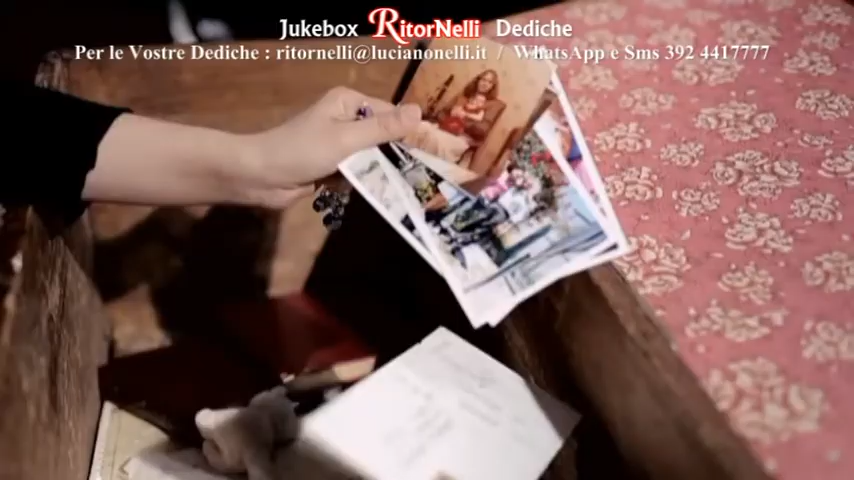 Jukebox RitorNelli Dediche
Per le Vostre Dediche : ritornelli@lucianonelli.it / WhatsApp e Sms 392 4417777